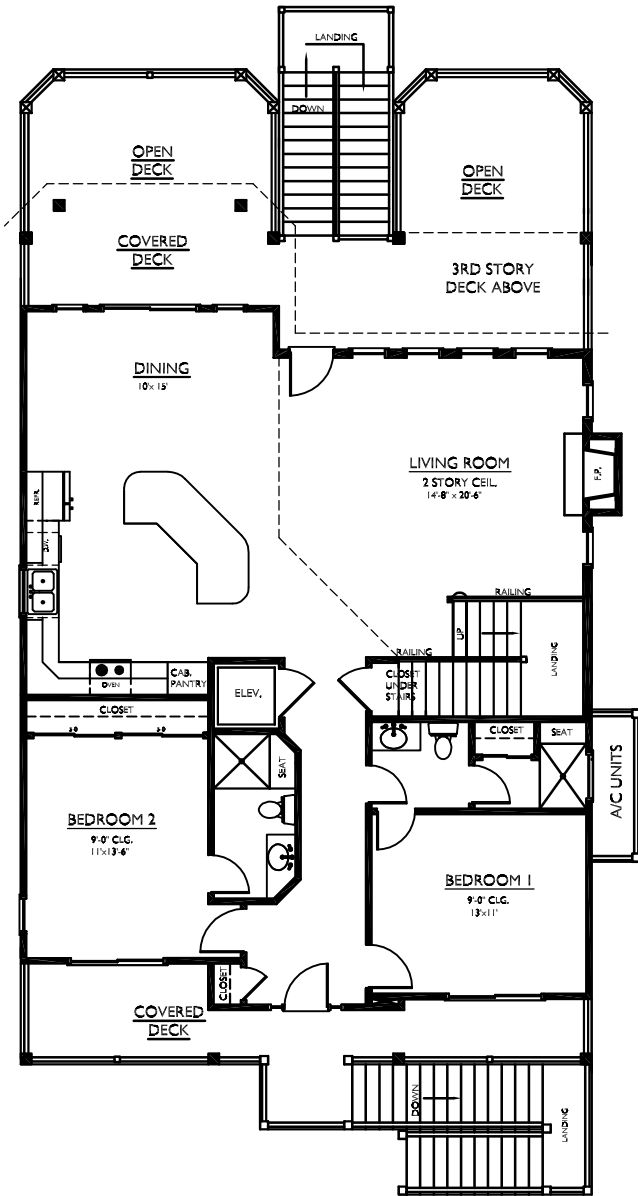 LANDING
DOWN
OPEN
DECK
OPEN
DECK
COVERED
DECK
3RD STORY
DECK ABOVE
DINING
10'x 15'
LIVING ROOM
2 STORY CEIL.
14'-8" x 20'-6"
F.P.
REFR.
D.W.
RAILING
UP
LANDING
RAILING
CLOSET
UNDER
STAIRS
OVEN
CAB.
PANTRY
ELEV.
CLOSET
CLOSET
SEAT
SEAT
A/C UNITS
BEDROOM 2
9'-0" CLG.
11'x13'-6"
BEDROOM 1
9'-0" CLG.
13'x11'
CLOSET
COVERED
DECK
DOWN
LANDING